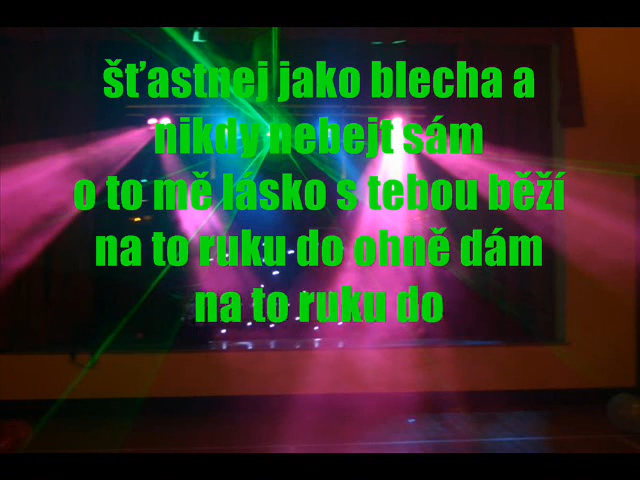 šťastnej jako blecha a
nikdy nebejt sám
o to mě lásko s tebou běží
na to ruku do ohně dám
na to ruku do